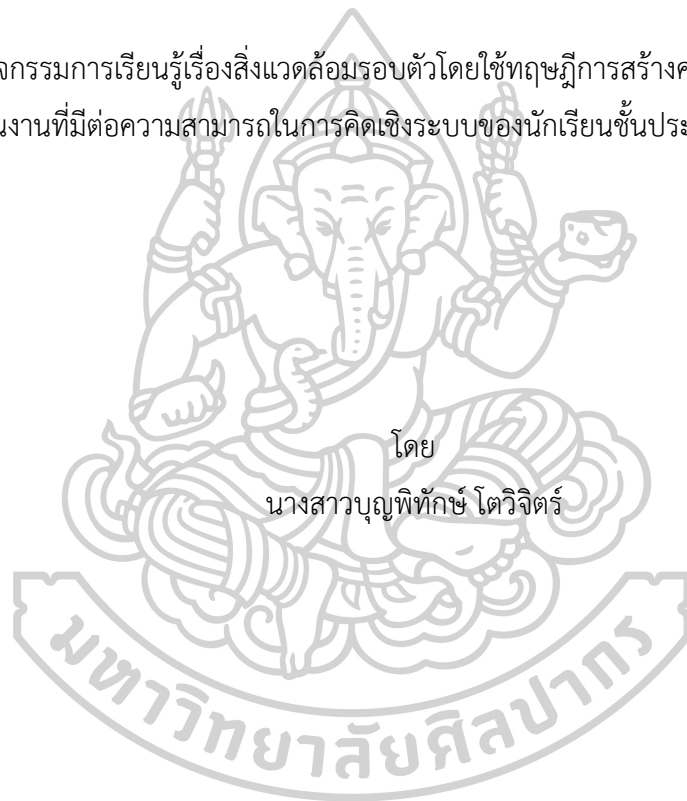 จกรรมการเรียนรู้เรื่องสิ่งแวดล้อมรอบตัวโดยใช้ทฤษฎีการสร้างค
นงานที่มีต่อความสามารถในการคิดเชิงระบบของนักเรียนชั้นประ
โดย
นางสาวบุญพิทักษ์ โตวิจิตร์
มหาวิทยาลัยศิลปากร